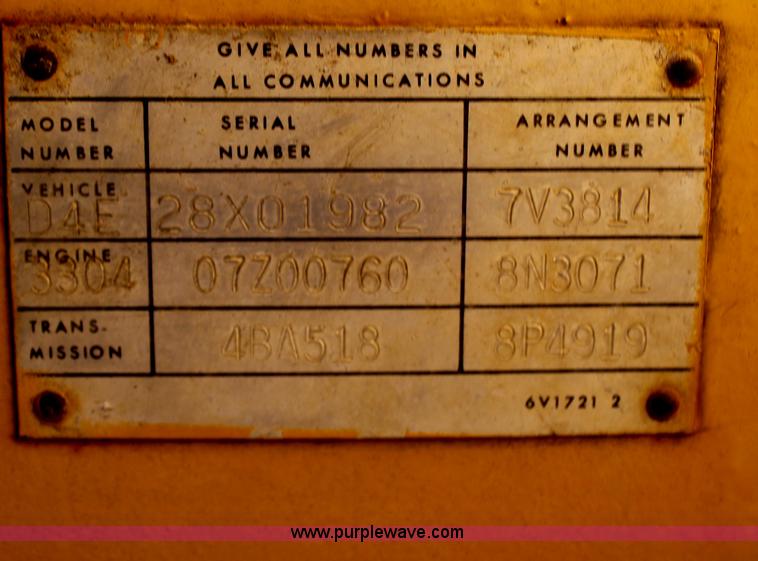 GIVE ALL NUMBERS IN
ALL COMMUNICATIONS
MODEL NUMBER SERIAL NUMBER ARRANGEMENT NUMBER
VEHICLE D4E 28X01982 7V3814
ENGINE 3304 07Z00760 8N3071
TRANS-MISSION 4BA518 8P4919
6V1721 2
www.purplewave.com